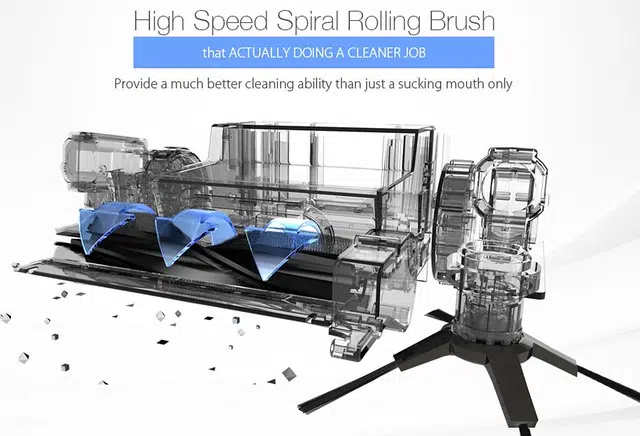 High Speed Spiral Rolling Brush
that ACTUALLY DOING A CLEANER JOB
Provide a much better cleaning ability than just a sucking mouth only